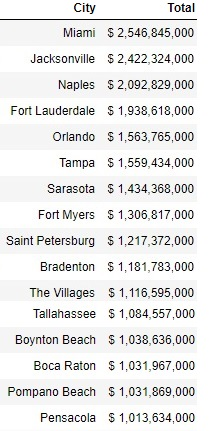 City Total
Miami $ 2,546,845,000
Jacksonville $ 2,422,324,000
Naples $ 2,092,829,000
Fort Lauderdale $ 1,938,618,000
Orlando $ 1,563,765,000
Tampa $ 1,559,434,000
Sarasota $ 1,434,368,000
Fort Myers $ 1,306,817,000
Saint Petersburg $ 1,217,372,000
Bradenton $ 1,181,783,000
The Villages $ 1,116,595,000
Tallahassee $ 1,084,557,000
Boynton Beach $ 1,038,636,000
Boca Raton $ 1,031,967,000
Pompano Beach $ 1,031,869,000
Pensacola $ 1,013,634,000